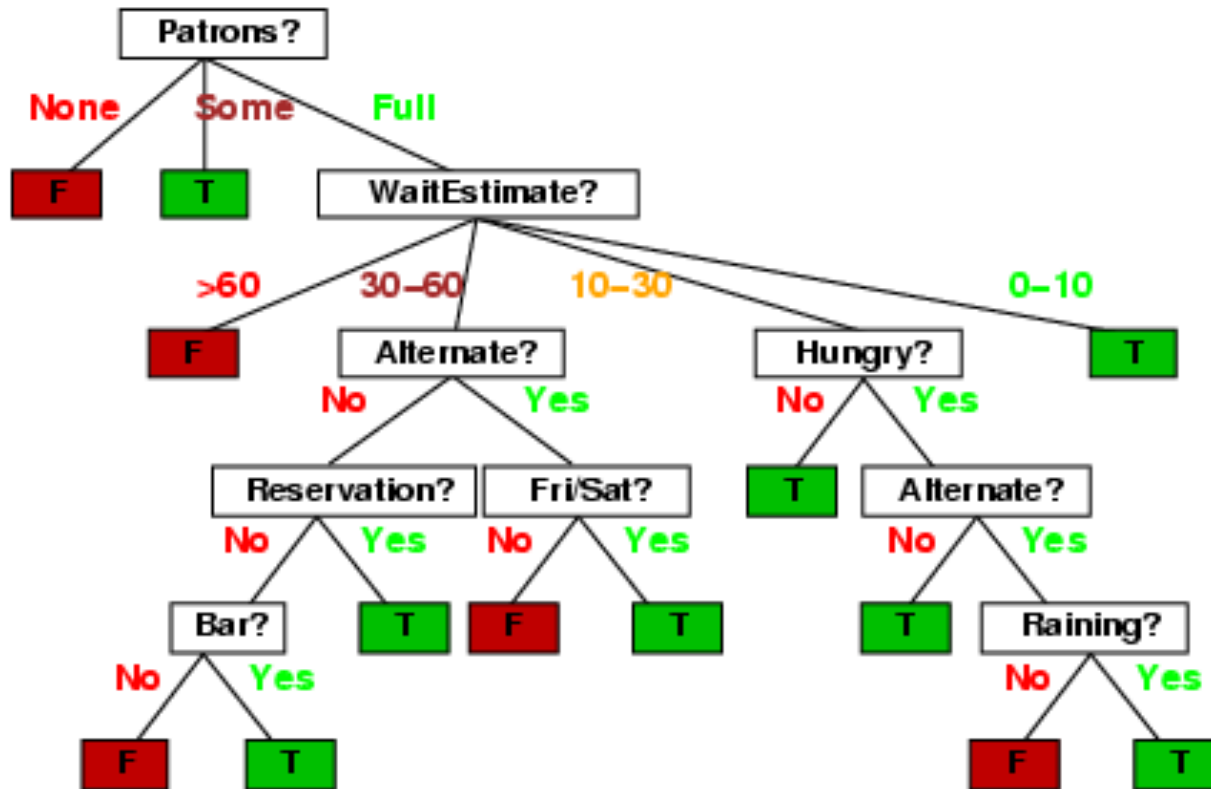 Patrons?
None Some Full
F T WaitEstimate?
>60 30–60 10–30 0–10
F Alternate? Hungry? T
No Yes No Yes
Reservation? Fri/Sat? T Alternate?
No Yes No Yes No Yes
Bar? T F T T Raining?
No Yes No Yes
F T F T